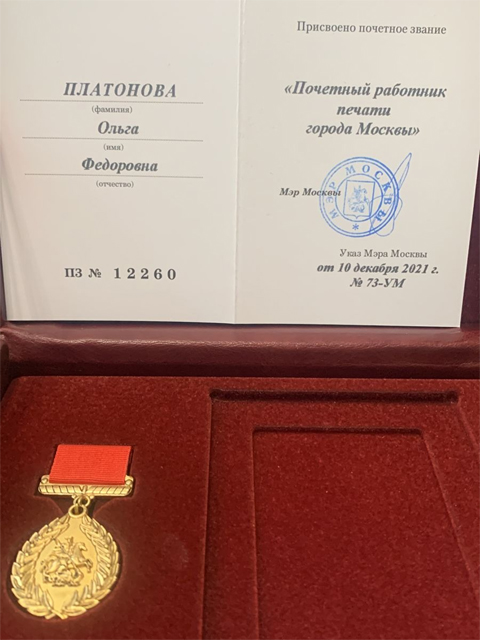 ПЛАТОНОВА
(фамилия)
Ольга
(имя)
Федоровна
(отчество)
ПЗ № 12260
Присвоено почетное звание
«Почетный работник
печати
города Москвы»
Мэр Москвы
МЭР МОСКВЫ
Указ Мэра Москвы
от 10 декабря 2021 г.
№ 73-УМ